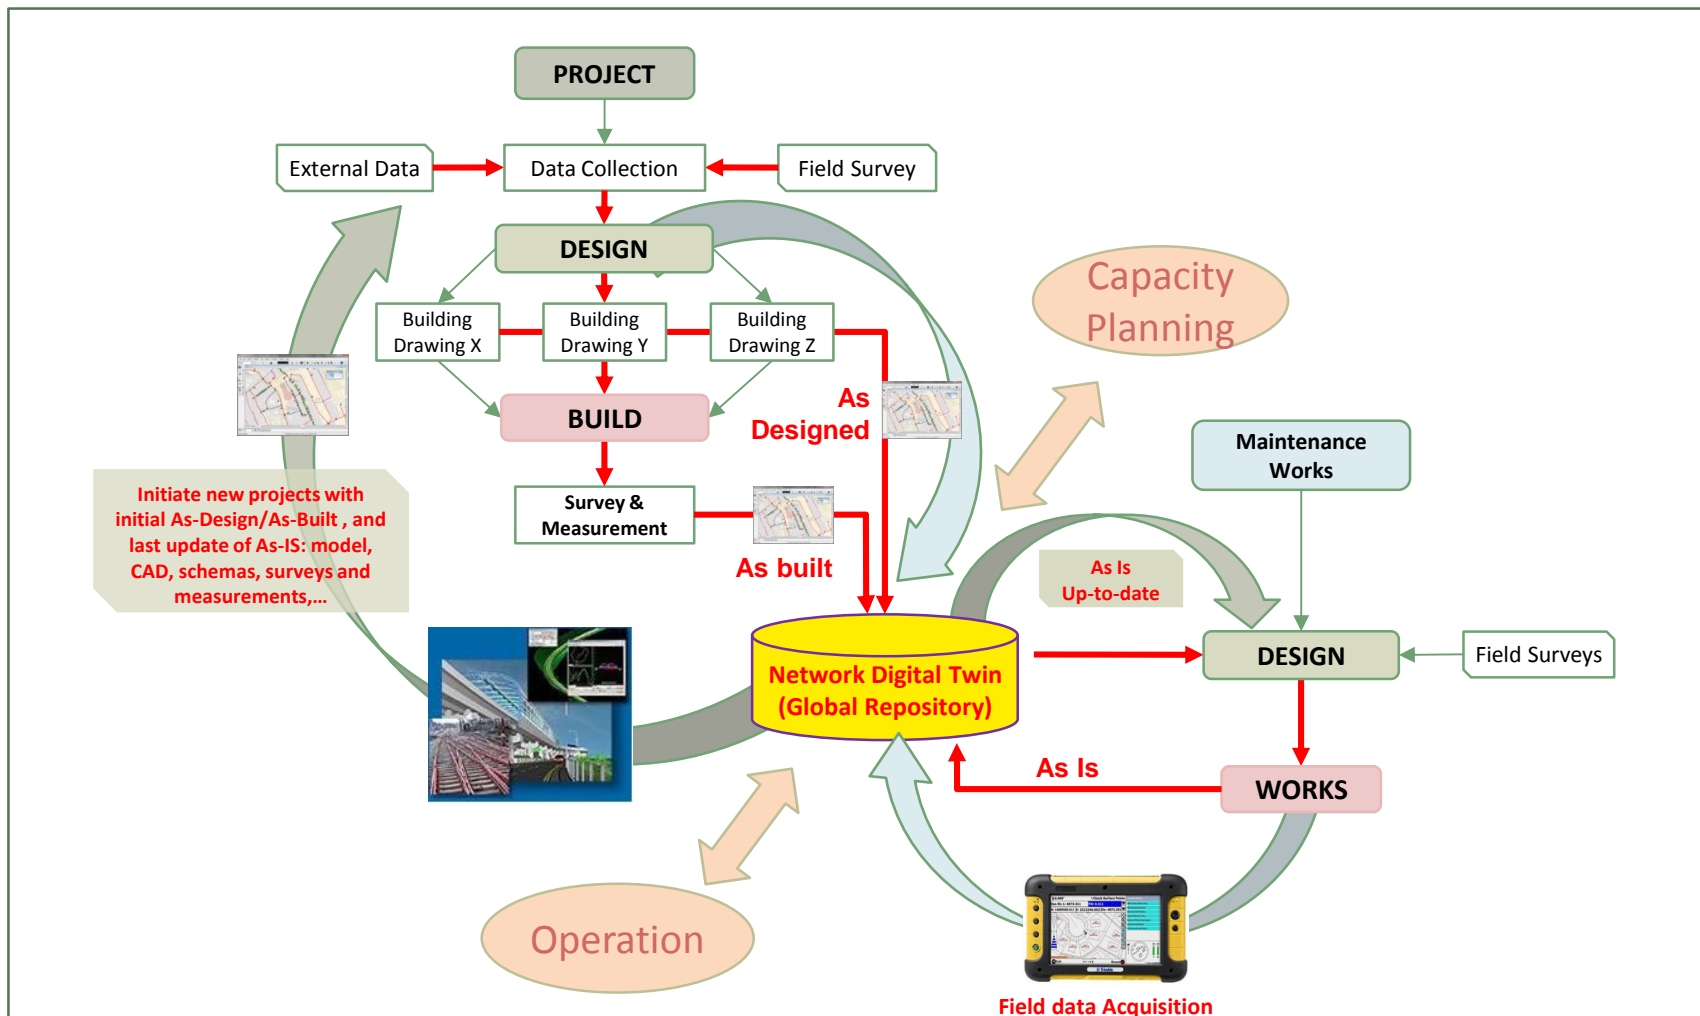 PROJECT
External Data
Data Collection
Field Survey
DESIGN
Building
Drawing X
Building
Drawing Y
Building
Drawing Z
BUILD
Survey &
Measurement
As
Designed
As built
Capacity
Planning
Maintenance
Works
Initiate new projects with
initial As-Design/As-Built , and
last update of As-IS: model,
CAD, schemas, surveys and
measurements,...
As Is
Up-to-date
Network Digital Twin
(Global Repository)
DESIGN
Field Surveys
As Is
WORKS
Operation
Trimble
Field data Acquisition